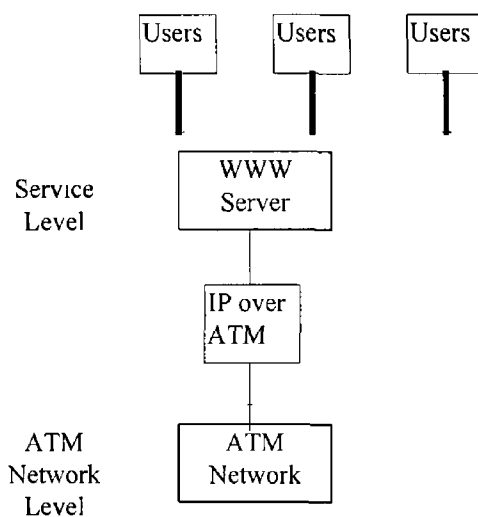 Users
Users
Users
WWW
Server
Service
Level
IP over
ATM
ATM
Network
Level
ATM
Network